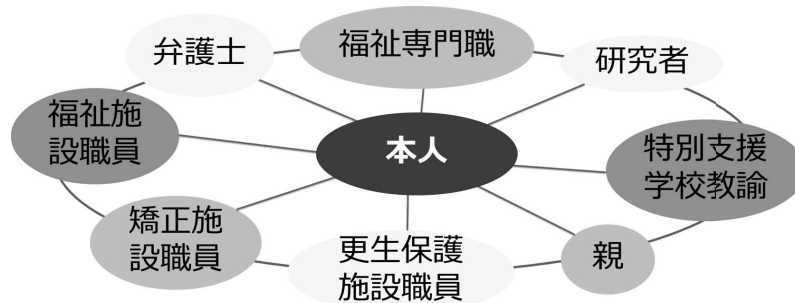 弁護士
福祉専門職
研究者
福祉施
設職員
本人
特別支援
学校教諭
矯正施
設職員
更生保護
施設職員
親